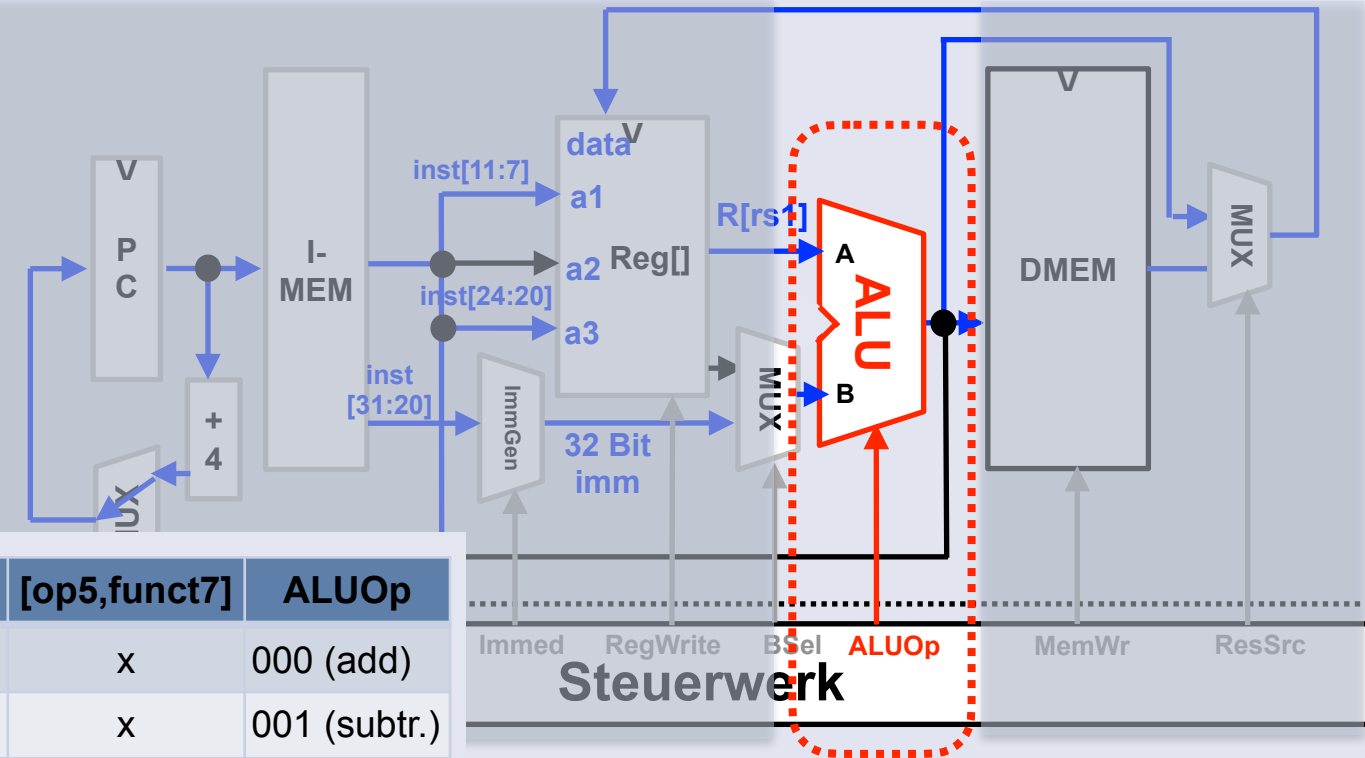 V
P
C
+
4
UX
I-
MEM
inst[11:7]
inst[24:20]
inst
[31:20]
ImmGen
32 Bit
imm
data
V
a1
a2
a3
Reg[]
R[rs1]
MUX
A
B
ALU
V
DMEM
MUX
Immed
RegWrite
BSel
ALUOp
MemWr
ResSrc
Steuerwerk
[op5,funct7] ALUOp
x 000 (add)
x 001 (subtr.)